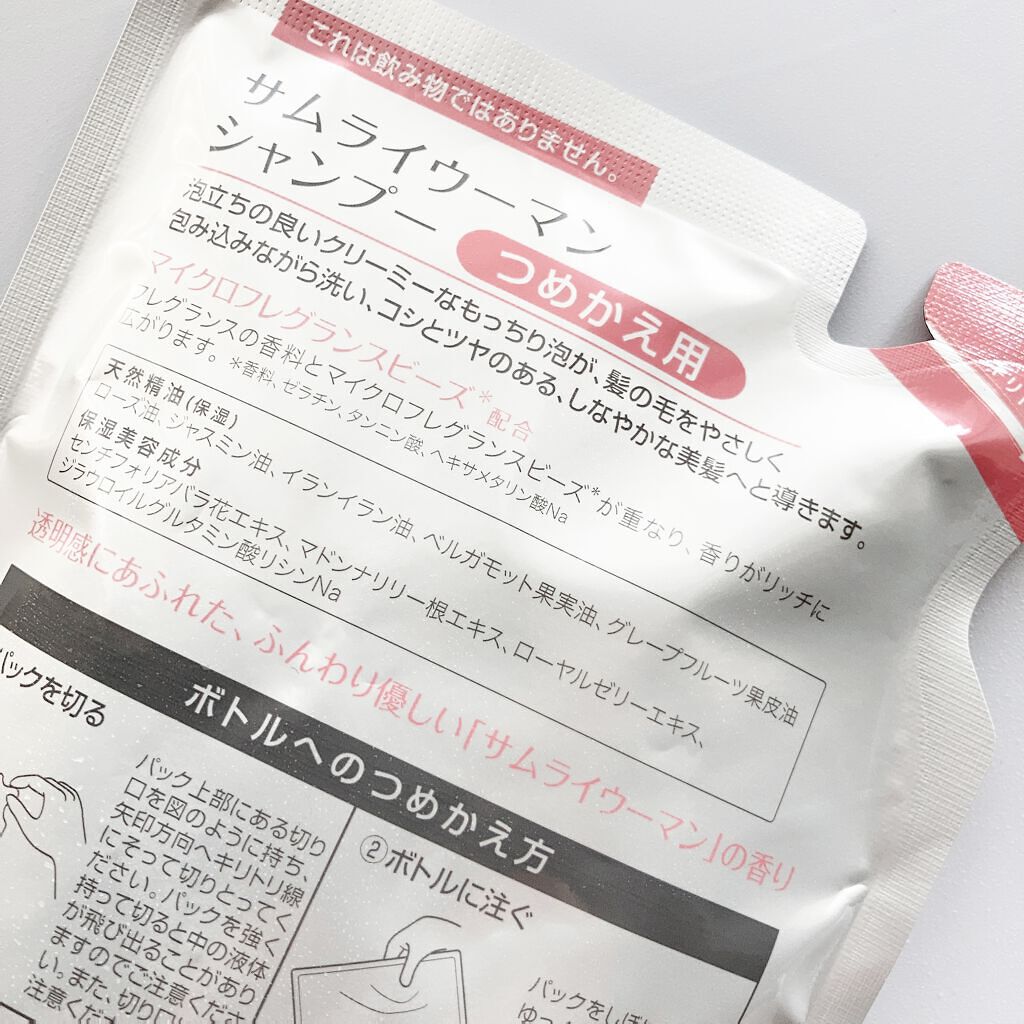 これは飲み物ではありません。
サムライウーマン
シャンプー
つめかえ用
泡立ちの良いクリーミーなもっちり泡が、髪の毛をやさしく
包み込みながら洗い、コシとツヤのある、しなやかな美髪へと導きます。
マイクロフレグランスビーズ*配合
フレグランスの香料とマイクロフレグランスビーズ*が重なり、香りがリッチに
広がります。 *香料、ゼラチン、タンニン酸、ヘキサメタリン酸Na
天然精油(保湿)
ローズ油、ジャスミン油、イランイラン油、ベルガモット果実油、グレープフルーツ果皮油
保湿美容成分
センチフォリアバラ花エキス、マドンナリリー根エキス、ローヤルゼリーエキス、
ジラウロイルグルタミン酸リシンNa
透明感にあふれた、ふんわり優しい「サムライウーマン」の香り
ボトルへのつめかえ方
パックを切る
パック上部にある切り
口を図のように持ち、
矢印方向へキリトリ線
にそって切りとってく
ださい。パックを強く
持って切ると中の液体
が飛び出ることがあり
ますのでご注意くださ
い。また、切り口
注意くだ
②ボトルに注ぐ
パックをしぼ
ゆっ